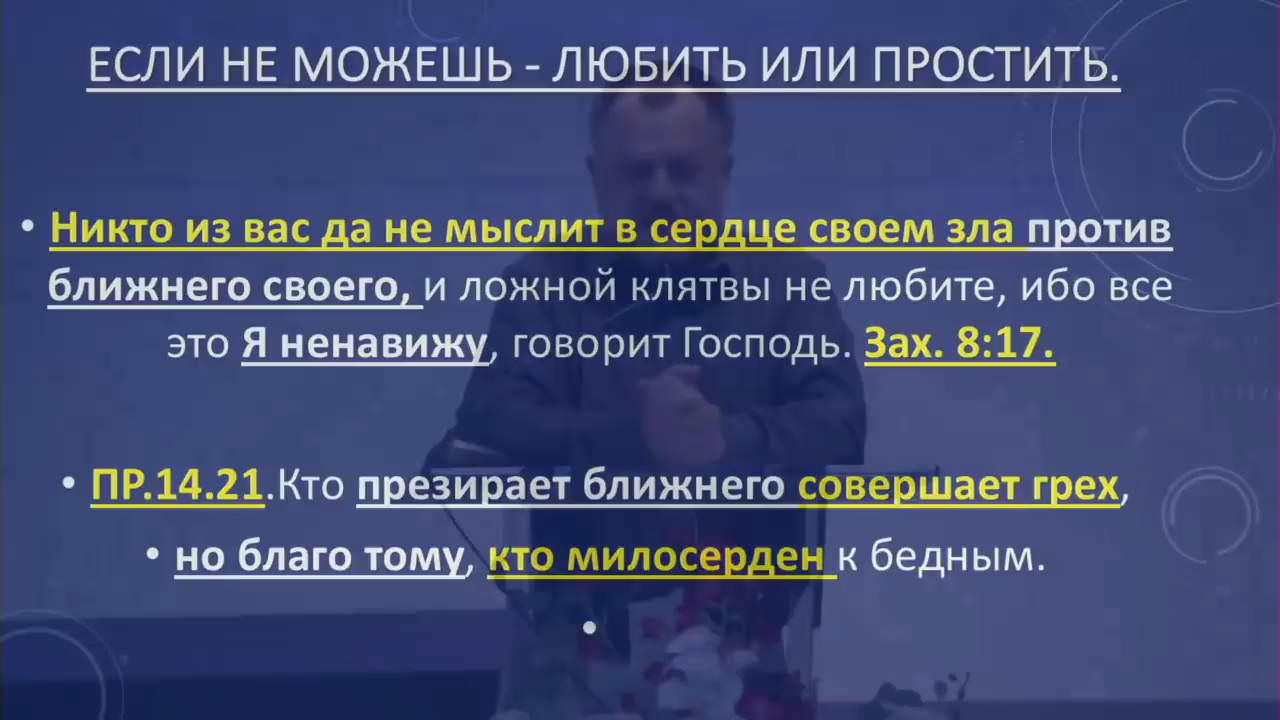 ЕСЛИ НЕ МОЖЕШЬ - ЛЮБИТЬ ИЛИ ПРОСТИТЬ.
• Никто из вас да не мыслит в сердце своем зла против
ближнего своего, и ложной клятвы не любите, ибо все
это Я ненавижу, говорит Господь. Зах. 8:17.
• ПР.14.21.Кто презирает ближнего совершает грех,
• но благо тому, кто милосерден к бедным.
•